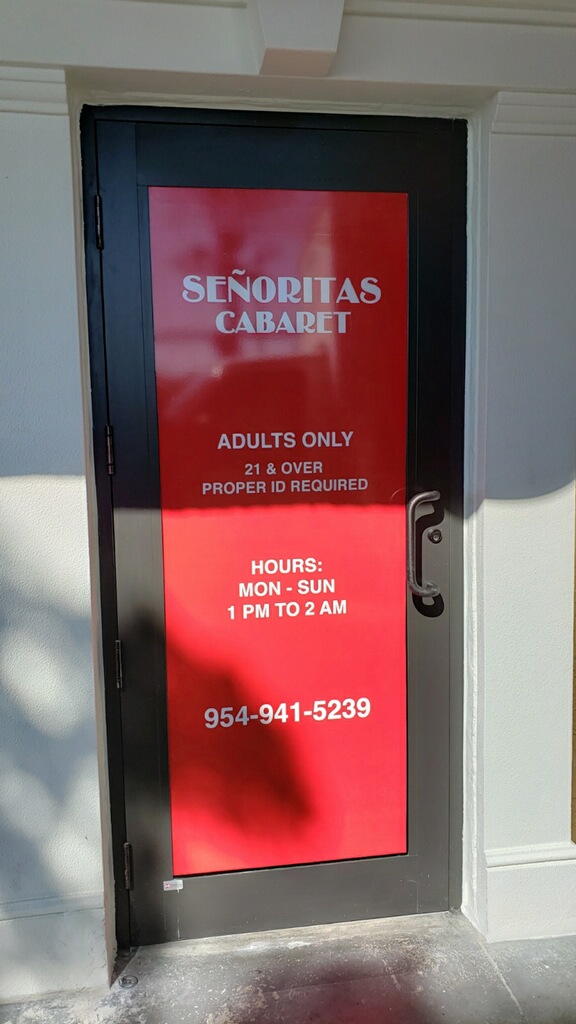 SEÑORITAS
CABARET
ADULTS ONLY
21 & OVER
PROPER ID REQUIRED
HOURS:
MON - SUN
1 PM TO 2 AM
954-941-5239